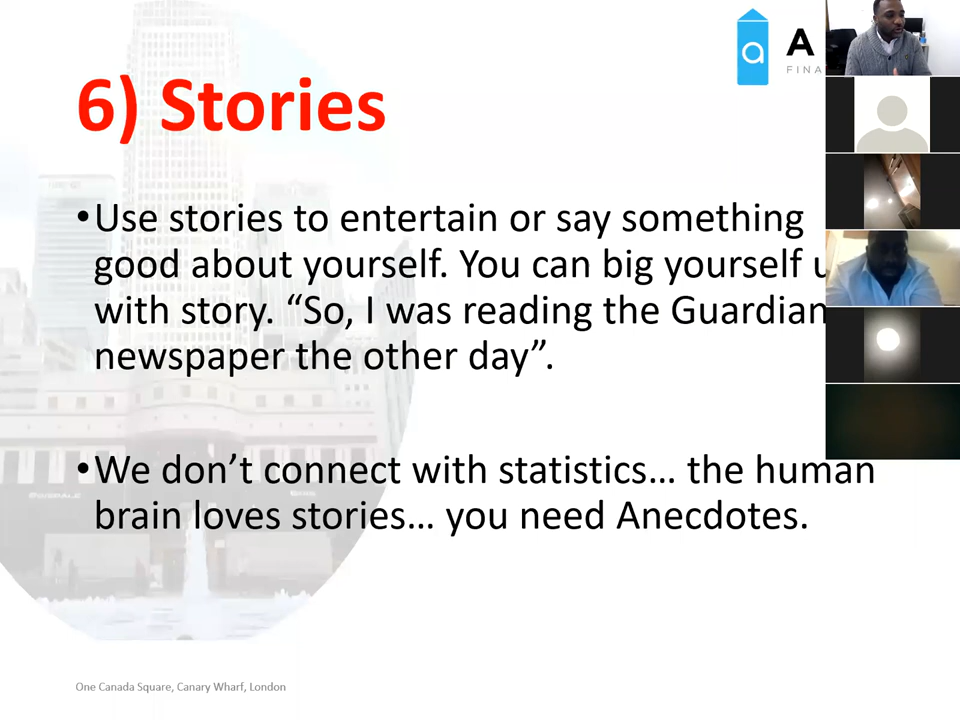 6) Stories
a A
FINA
•Use stories to entertain or say something
good about yourself. You can big yourself u
with story. “So, I was reading the Guardian
newspaper the other day”.
•We don’t connect with statistics… the human
brain loves stories… you need Anecdotes.
One Canada Square, Canary Wharf, London